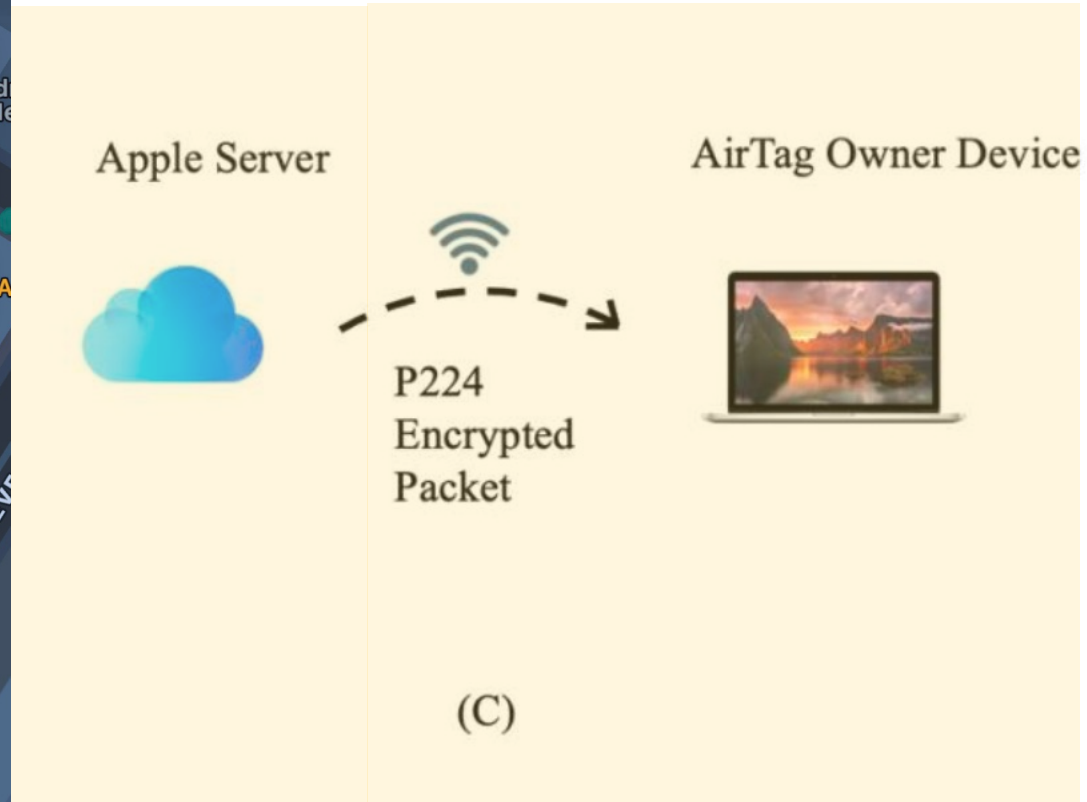 Apple Server
AirTag Owner Device
P224
Encrypted
Packet
(C)